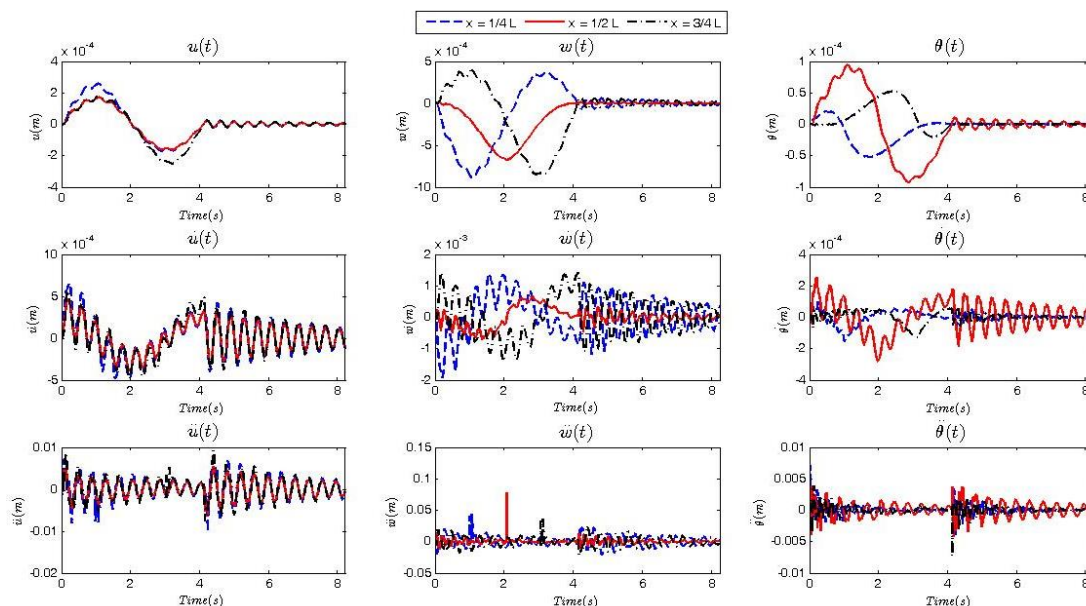 x = 1/4 L x = 1/2 L x = 3/4 L
u(t) w(t) θ(t)
x 10⁻⁴ x 10⁻⁴ x 10⁻⁴
4 5 1
2 0.5
0 0 0
-2 -5 -0.5
-4 -10 -1
u(m) w(m) θ(m)
0 2 4 6 8 0 2 4 6 8 0 2 4 6 8
Time(s) Time(s) Time(s)
u̇(t) ẇ(t) θ̇(t)
x 10⁻⁴ x 10⁻³ x 10⁻⁴
10 2 4
5 1 2
0 0 0
-1 -2
-5 -2 -4
u̇(m) ẇ(m) θ̇(m)
0 2 4 6 8 0 2 4 6 8 0 2 4 6 8
Time(s) Time(s) Time(s)
ü(t) ẅ(t) θ̈(t)
0.01 0.15 0.01
0.1 0.005
0 0.05 0
-0.01 0 -0.005
-0.02 -0.05 -0.01
ü(m) ẅ(m) θ̈(m)
0 2 4 6 8 0 2 4 6 8 0 2 4 6 8
Time(s) Time(s) Time(s)